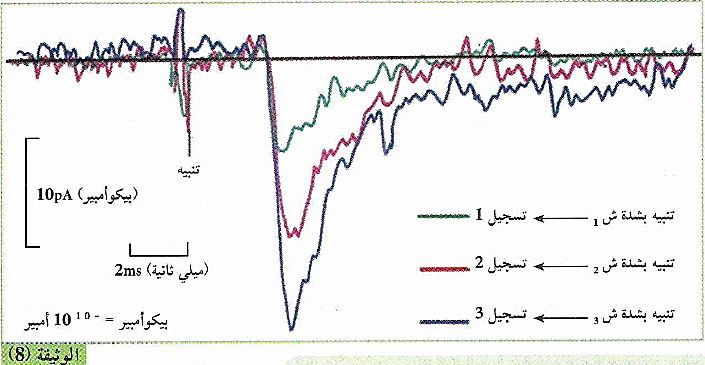 تنبيه
10pA (بيكوأمبير)
2ms (ميلي ثانية)
بيكوأمبير = 10 10- أمبير
تنبيه بشدة ش 1 ← تسجيل 1
تنبيه بشدة ش 2 ← تسجيل 2
تنبيه بشدة ش 3 ← تسجيل 3
الوثيقة (8)